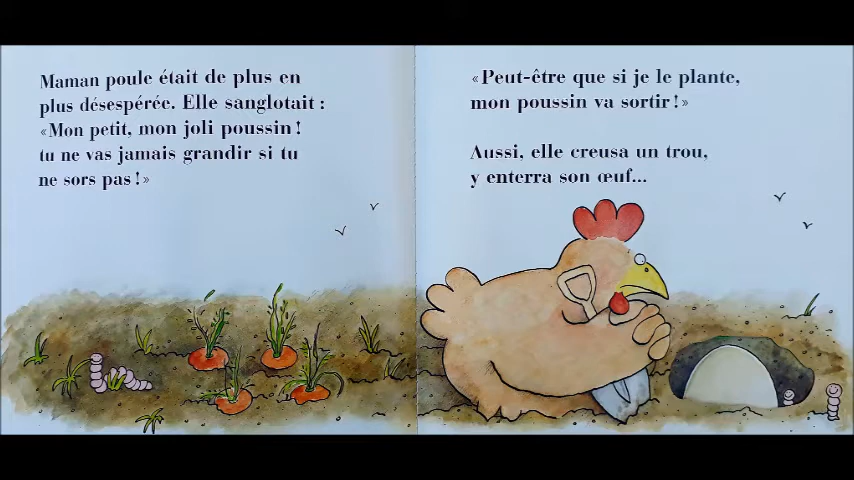 Maman poule était de plus en
plus désespérée. Elle sanglotait :
«Mon petit, mon joli poussin !
tu ne vas jamais grandir si tu
ne sors pas !»
«Peut-être que si je le plante,
mon poussin va sortir !»
Aussi, elle creusa un trou,
y enterra son œuf...